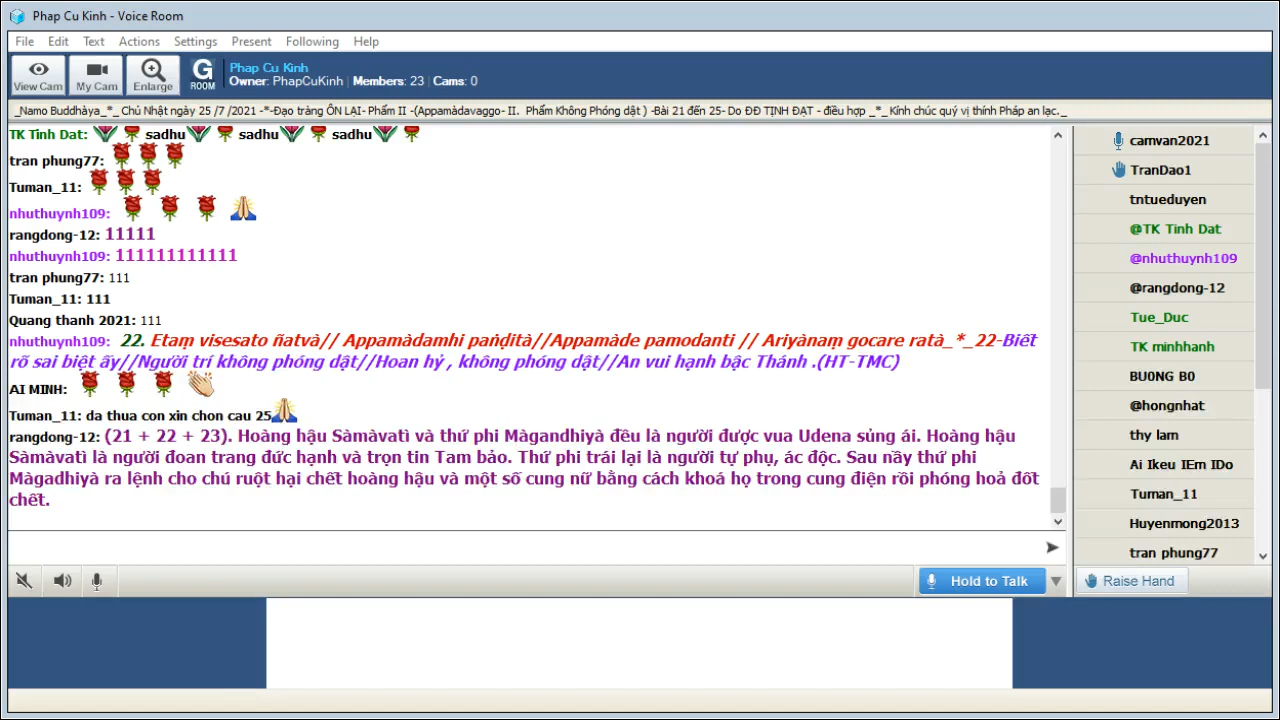 Phap Cu Kinh - Voice Room
File Edit Text Actions Settings Present Following Help
View Cam My Cam Enlarge G ROOM
Phap Cu Kinh
Owner: PhapCuKinh | Members: 23 | Cams: 0
_Namo Buddhàya_*_ Chủ Nhật ngày 25 /7 /2021 -*-Đạo tràng ÔN LẠI- Phẩm II -(Appamàdavaggo- II. Phẩm Không Phóng dật ) -Bài 21 đến 25- Do ĐĐ TỊNH ĐẠT - điều hợp _*_Kính chúc quý vị thính Pháp an lạc._
TK Tinh Dat: sadhu sadhu sadhu
tran phung77:
Tuman_11:
nhuthuynh109:
rangdong-12: 11111
nhuthuynh109: 111111111111
tran phung77: 111
Tuman_11: 111
Quang thanh 2021: 111
nhuthuynh109: 22. Etaṃ visesato ñatvà// Appamàdamhi paṇḍità//Appamàde pamodanti // Ariyànaṃ gocare ratà_*_22-Biết
rõ sai biệt ấy//Người trí không phóng dật//Hoan hỷ , không phóng dật//An vui hạnh bậc Thánh .(HT-TMC)
AI MINH:
Tuman_11: da thua con xin chon cau 25
rangdong-12: (21 + 22 + 23). Hoàng hậu Sàmàvatì và thứ phi Màgandhiyà đều là người được vua Udena sủng ái. Hoàng hậu
Sàmàvatì là người đoan trang đức hạnh và trọn tin Tam bảo. Thứ phi trái lại là người tự phụ, ác độc. Sau nầy thứ phi
Màgadhiyà ra lệnh cho chú ruột hại chết hoàng hậu và một số cung nữ bằng cách khoá họ trong cung điện rồi phóng hoả đốt
chết.
camvan2021
TranDao1
tntueduyen
@TK Tinh Dat
@nhuthuynh109
@rangdong-12
Tue_Duc
TK minhhanh
BU0NG B0
@hongnhat
thy lam
Ai Ikeu IEm IDo
Tuman_11
Huyenmong2013
tran phung77
Hold to Talk
Raise Hand